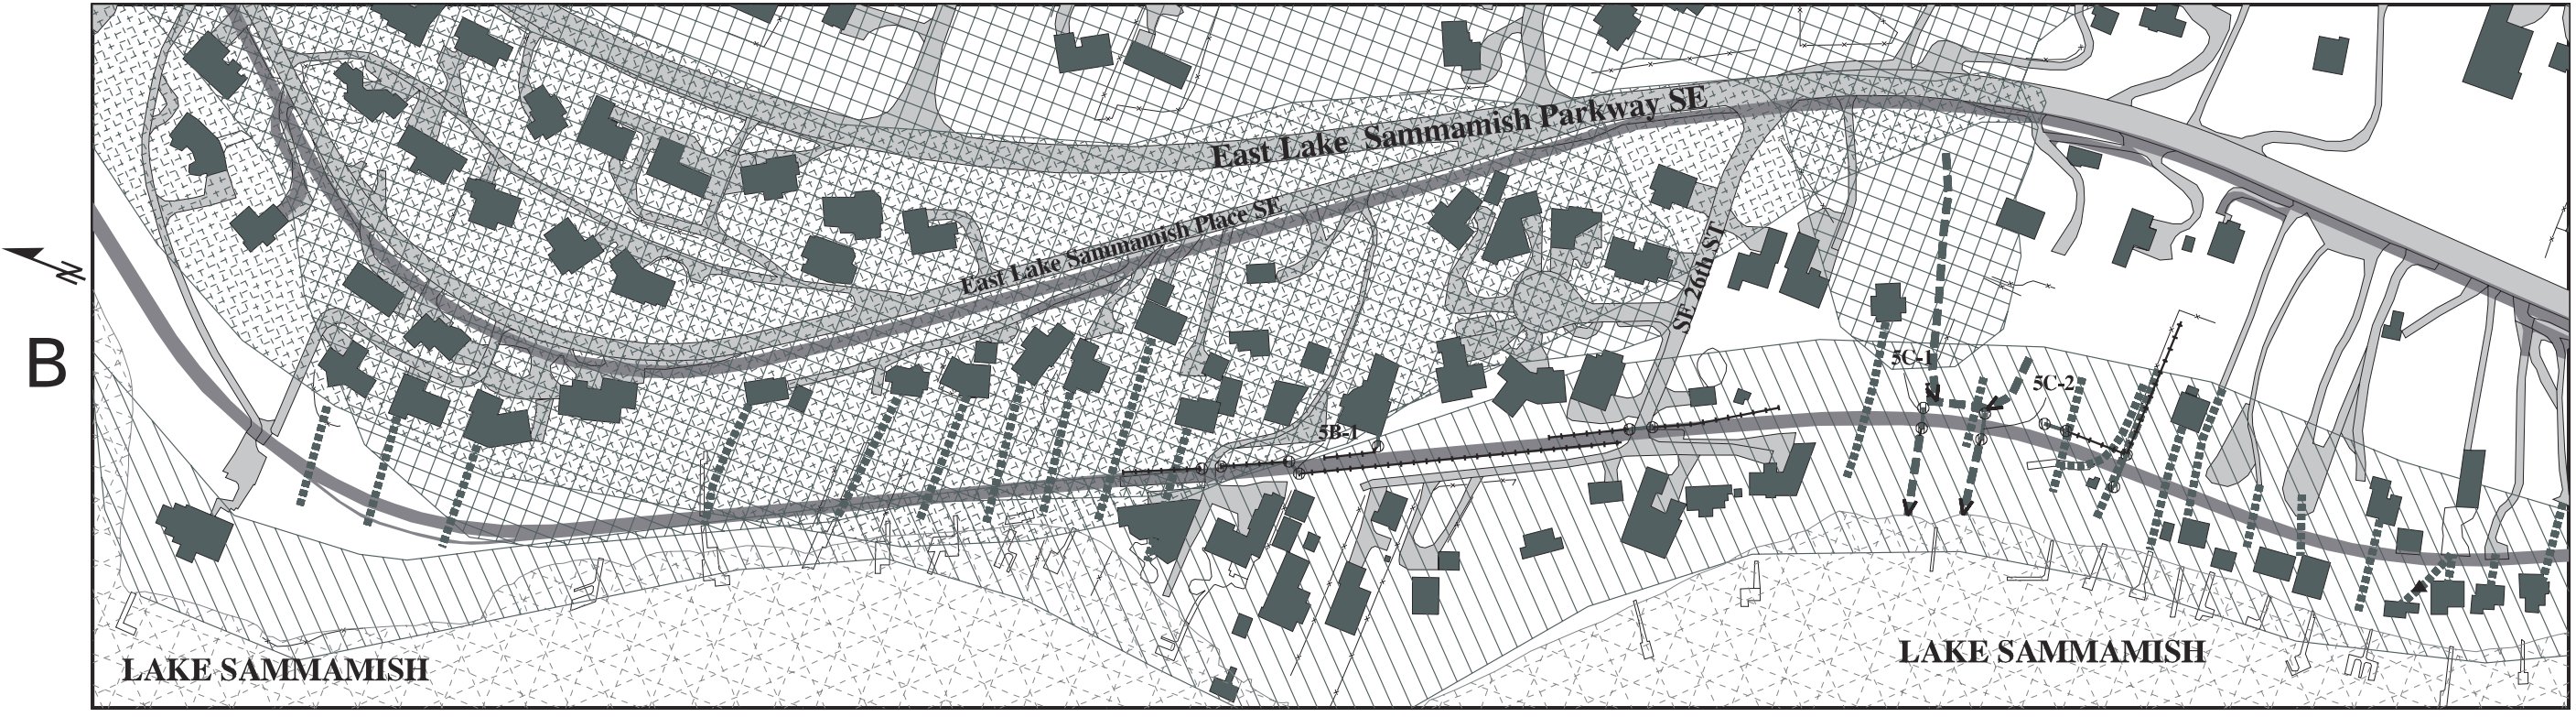 East Lake Sammamish Parkway SE
East Lake Sammamish Place SE
SE 26th ST
N
B
5C-1
5C-2
5B-1
LAKE SAMMAMISH
LAKE SAMMAMISH